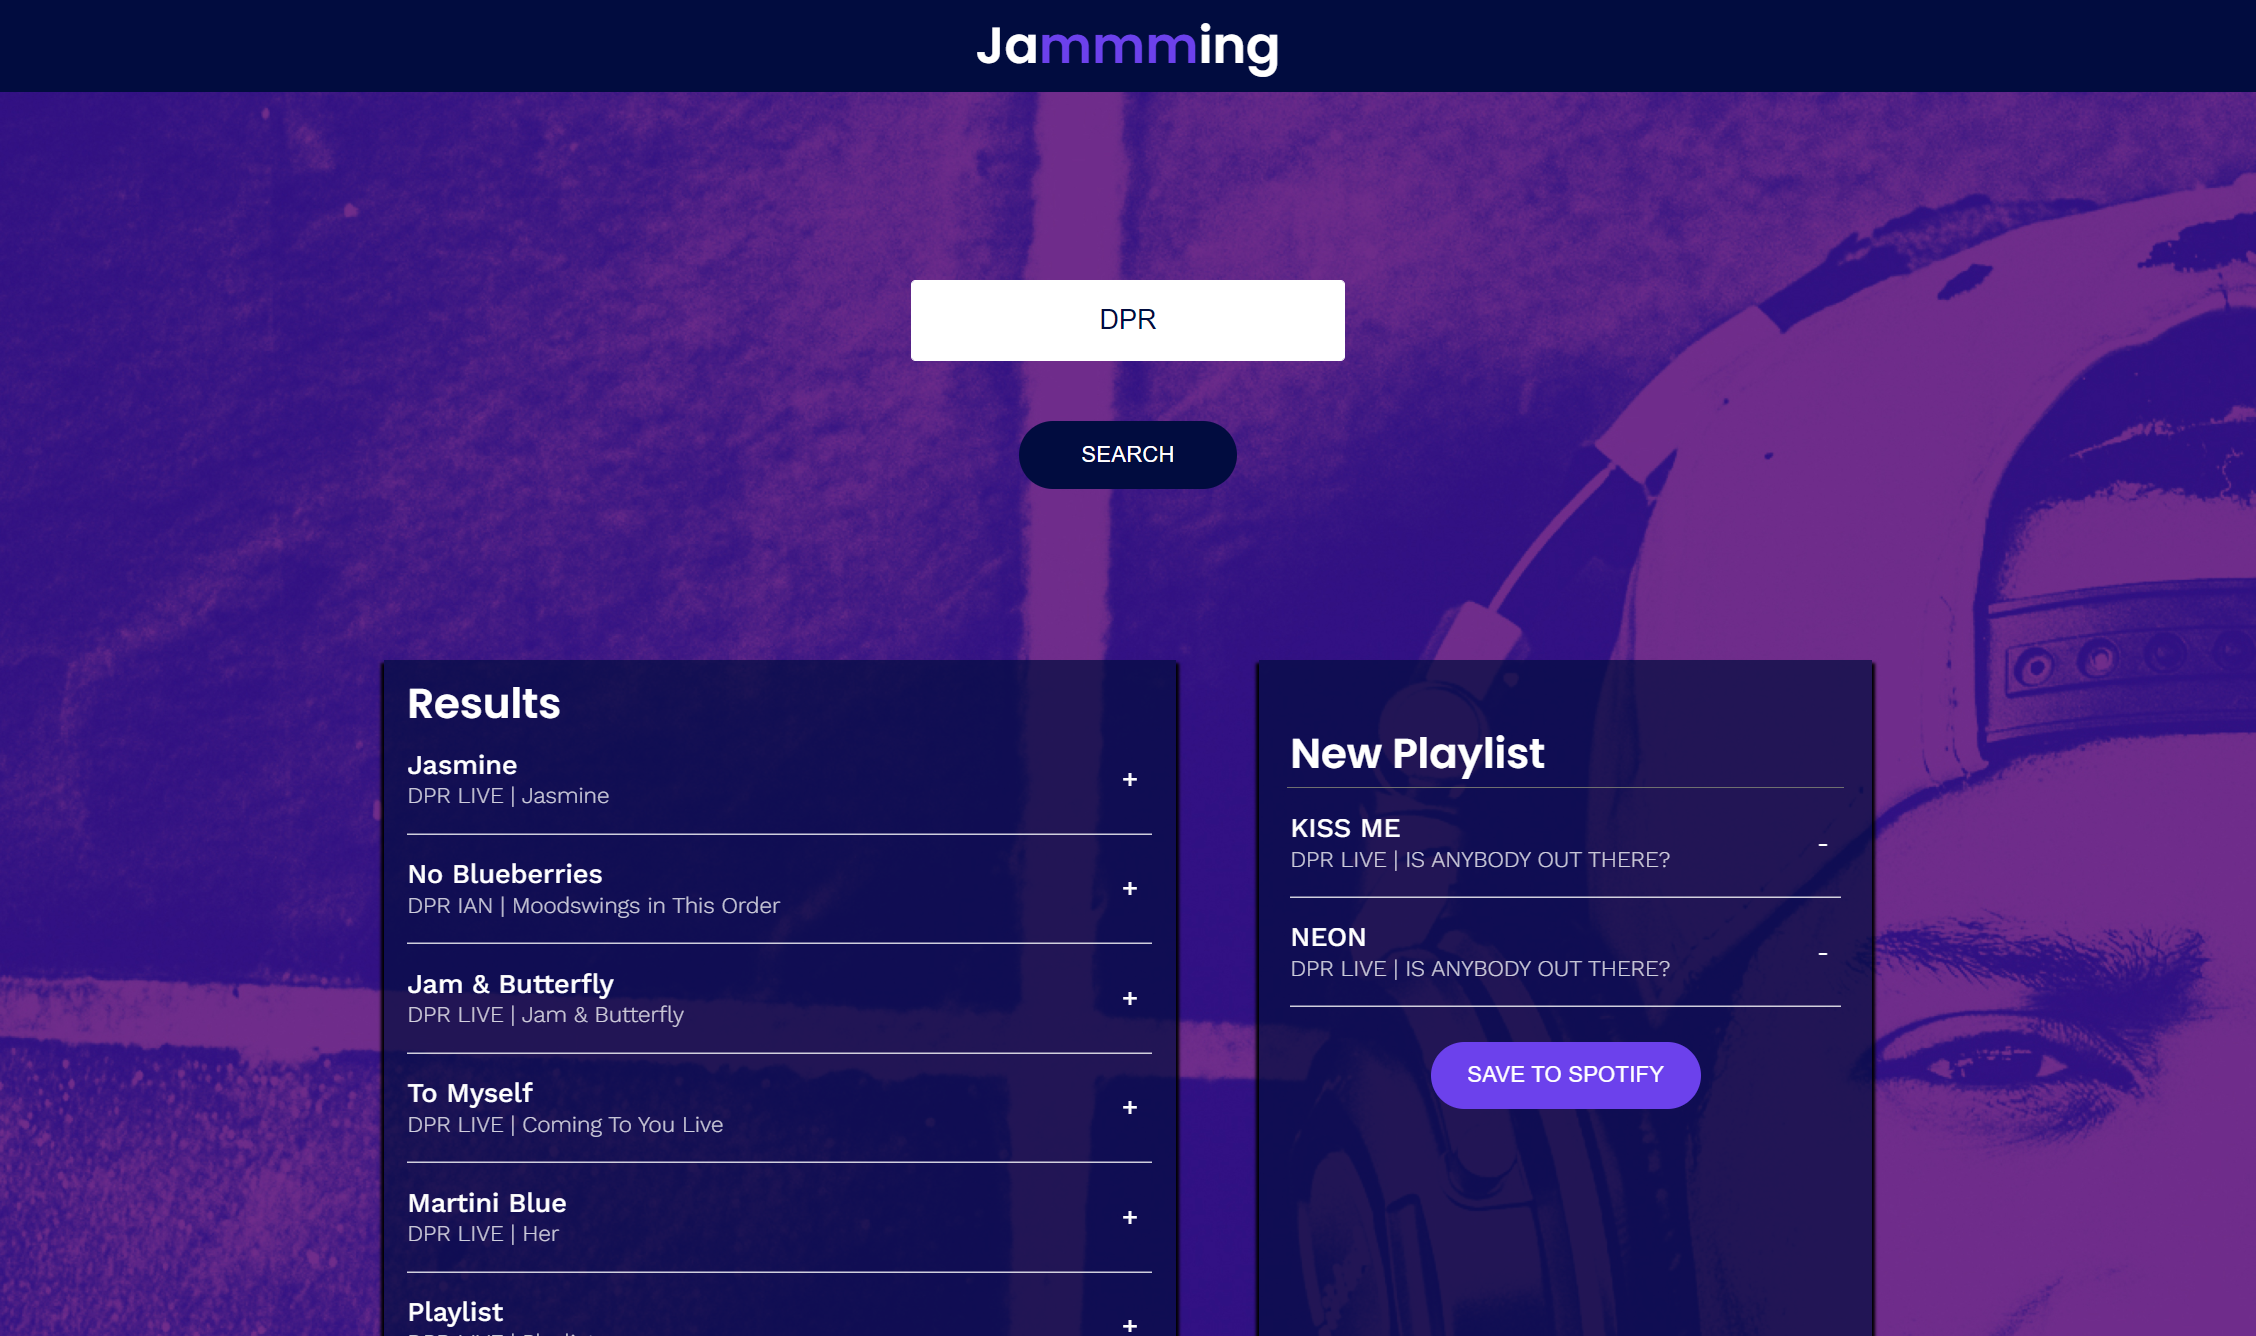 Jammming
DPR
SEARCH
Results
Jasmine
DPR LIVE | Jasmine
+
No Blueberries
DPR IAN | Moodswings in This Order
+
Jam & Butterfly
DPR LIVE | Jam & Butterfly
+
To Myself
DPR LIVE | Coming To You Live
+
Martini Blue
DPR LIVE | Her
+
Playlist
+
New Playlist
KISS ME
DPR LIVE | IS ANYBODY OUT THERE?
-
NEON
DPR LIVE | IS ANYBODY OUT THERE?
-
SAVE TO SPOTIFY